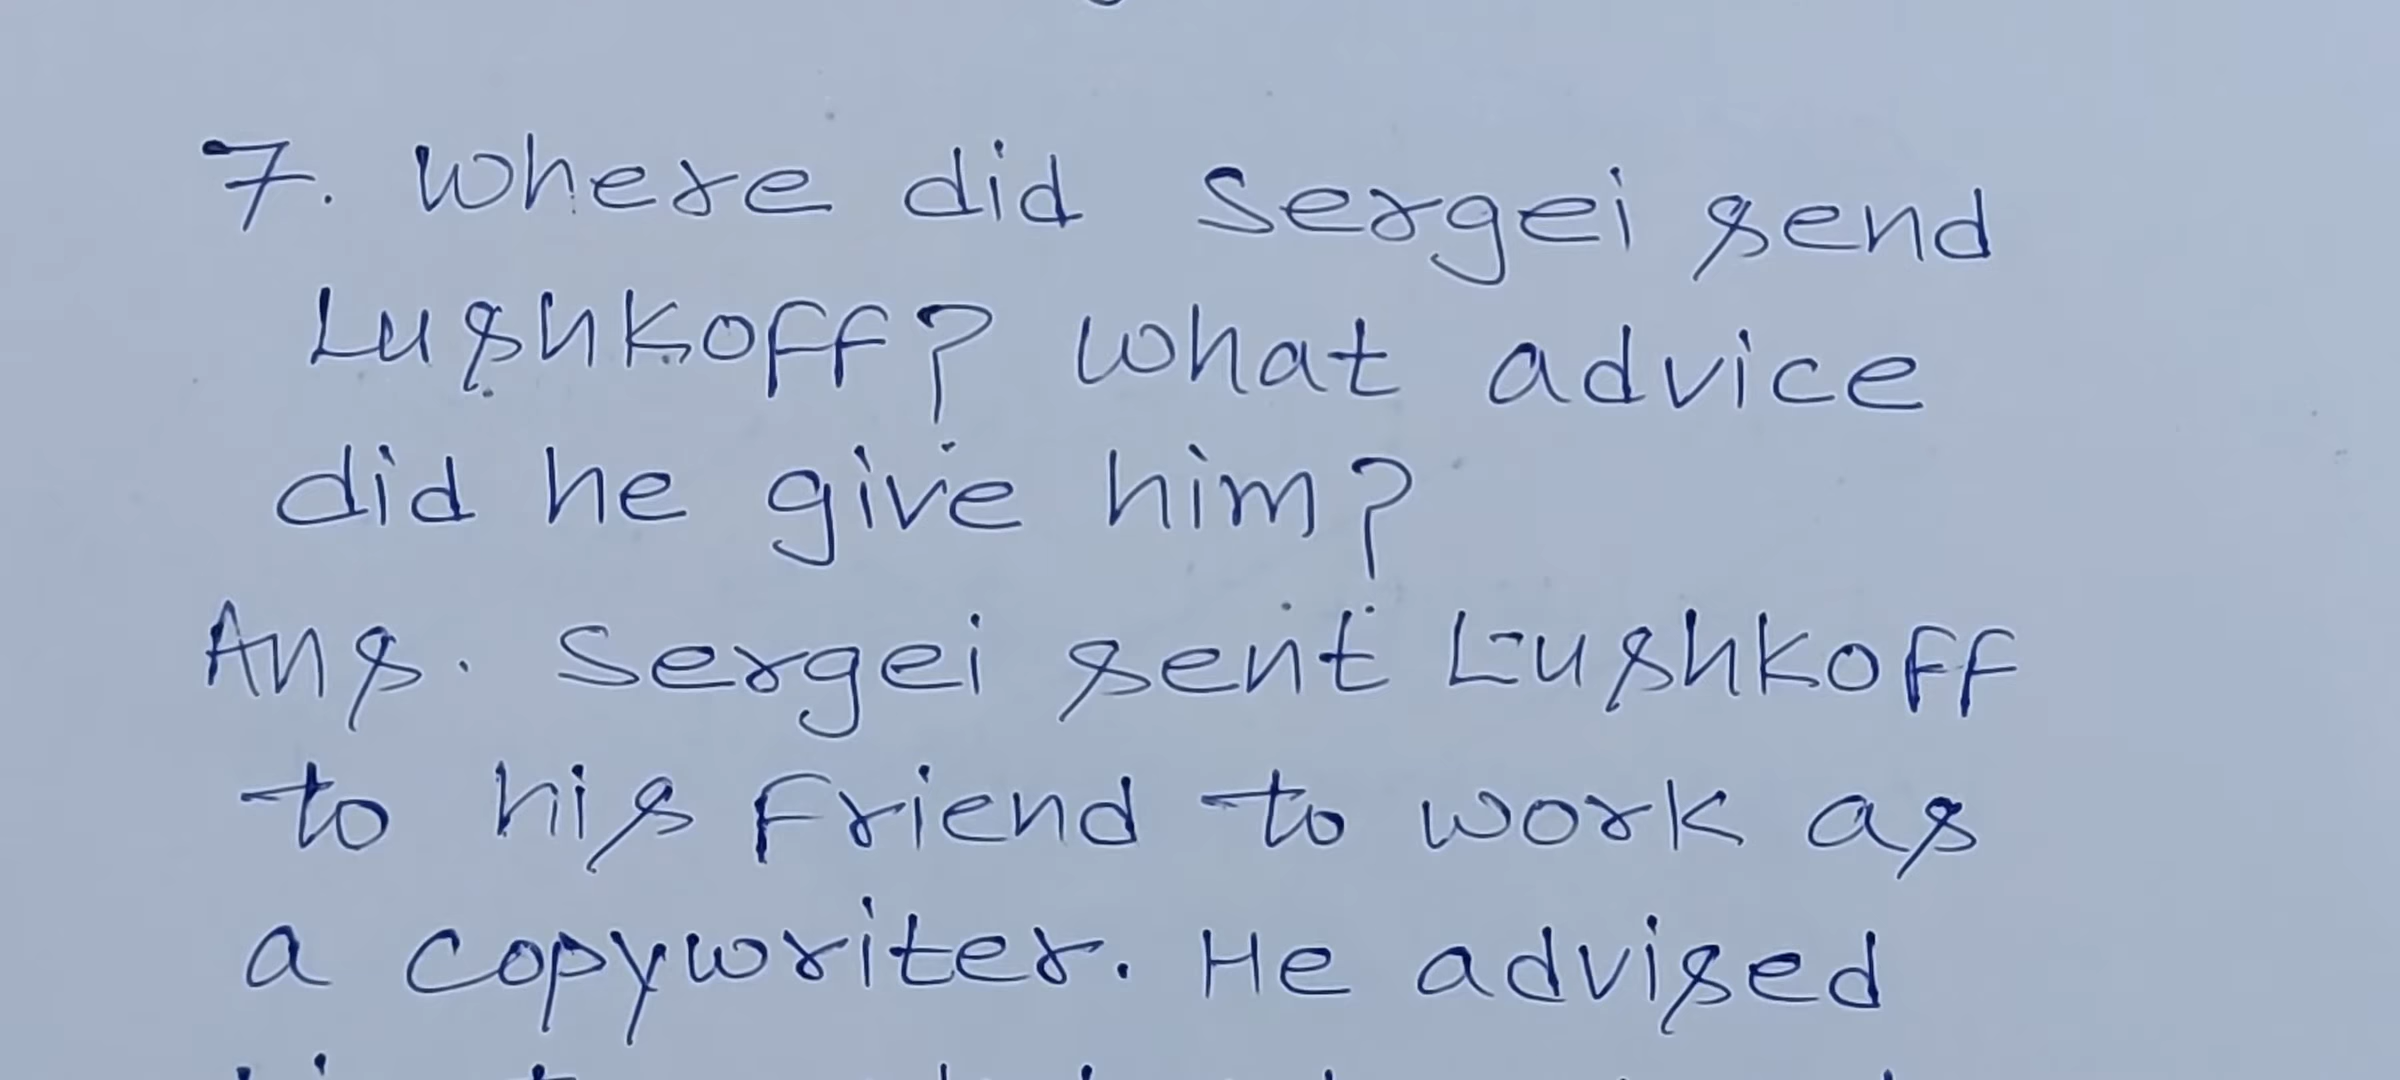 7. Where did Sergei send
Lushkoff? What advice
did he give him?
Ans. Sergei sent Lushkoff
to his friend to work as
a copywriter. He advised